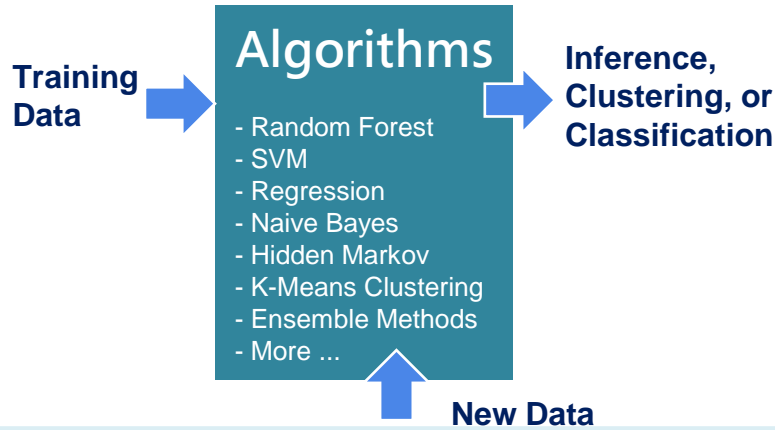 Training
Data
Algorithms
- Random Forest
- SVM
- Regression
- Naive Bayes
- Hidden Markov
- K-Means Clustering
- Ensemble Methods
- More ...
Inference,
Clustering, or
Classification
New Data